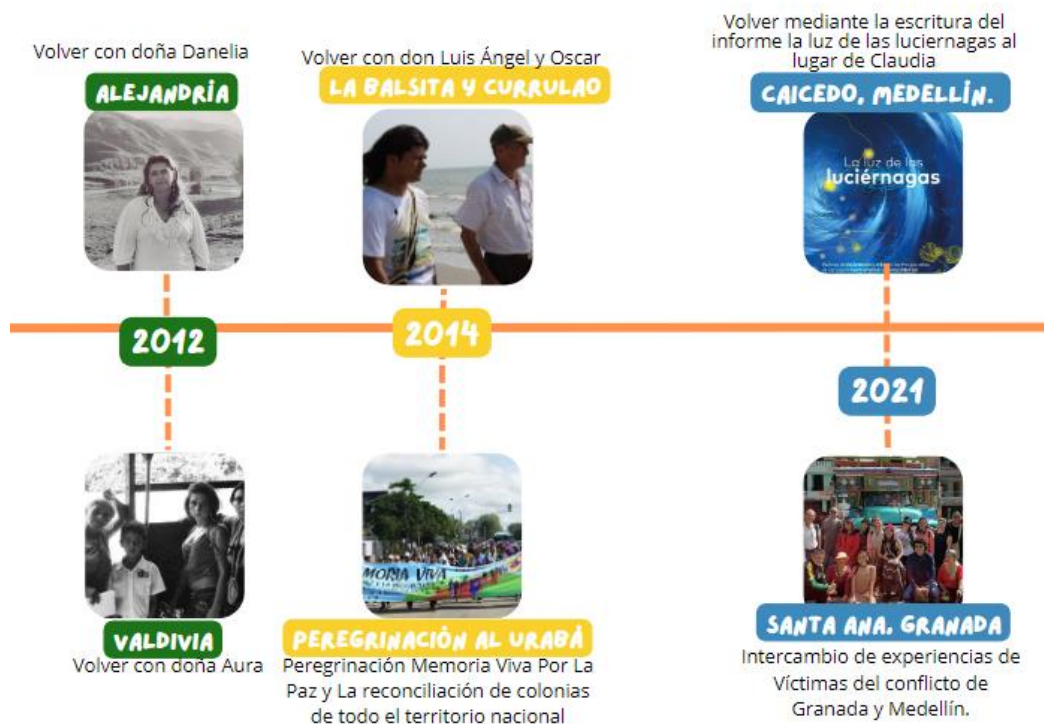 Volver con doña Danelia
ALEJANDRÍA
Volver con don Luis Ángel y Oscar
LA BALSITA Y CURRULAO
Volver mediante la escritura del
informe la luz de las luciernagas al
lugar de Claudia
CAICEDO, MEDELLÍN.
La luz de las
luciérnagas
2012
2014
2021
MORIA VIVA
VALDIVIA
Volver con doña Aura
PEREGRINACIÓN AL URABÁ
Peregrinación Memoria Viva Por La
Paz y La reconciliación de colonias
de todo el territorio nacional
SANTA ANA, GRANADA
Intercambio de experiencias de
Víctimas del conflicto de
Granada y Medellín.